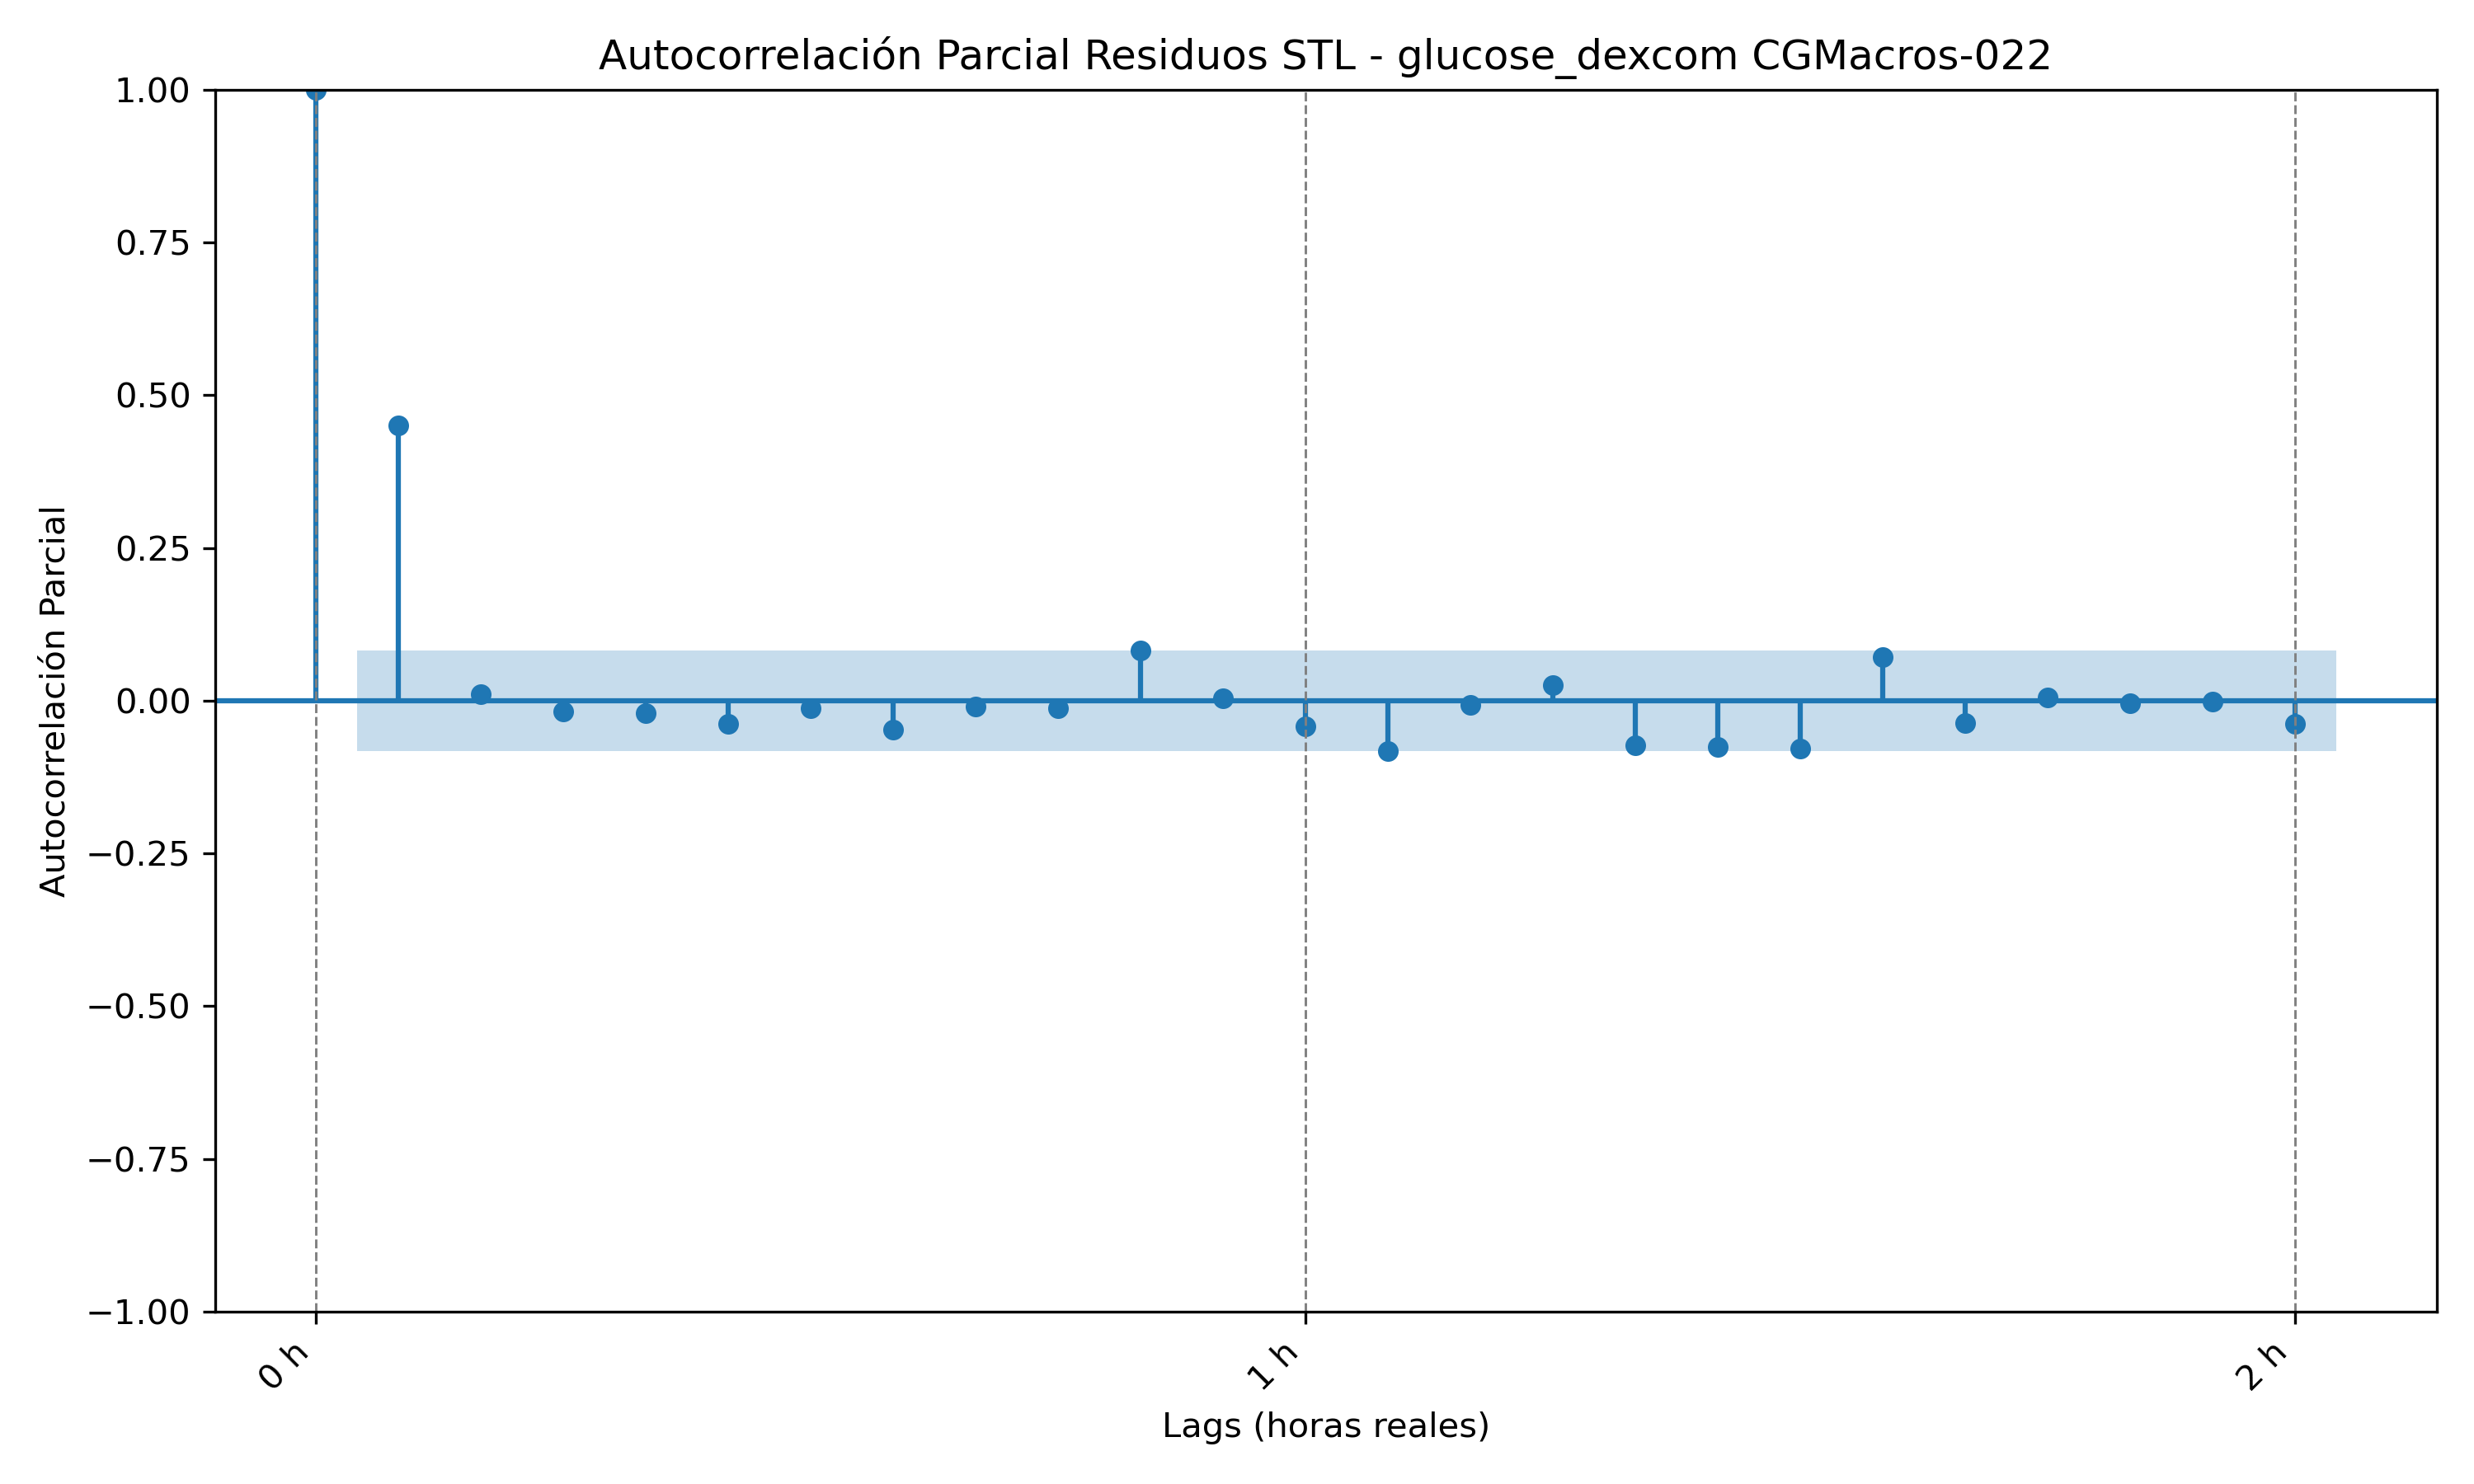 Autocorrelación Parcial Residuos STL - glucose_dexcom CGMacros-022
Autocorrelación Parcial
1.00
0.75
0.50
0.25
0.00
−0.25
−0.50
−0.75
−1.00
0 h
1 h
2 h
Lags (horas reales)